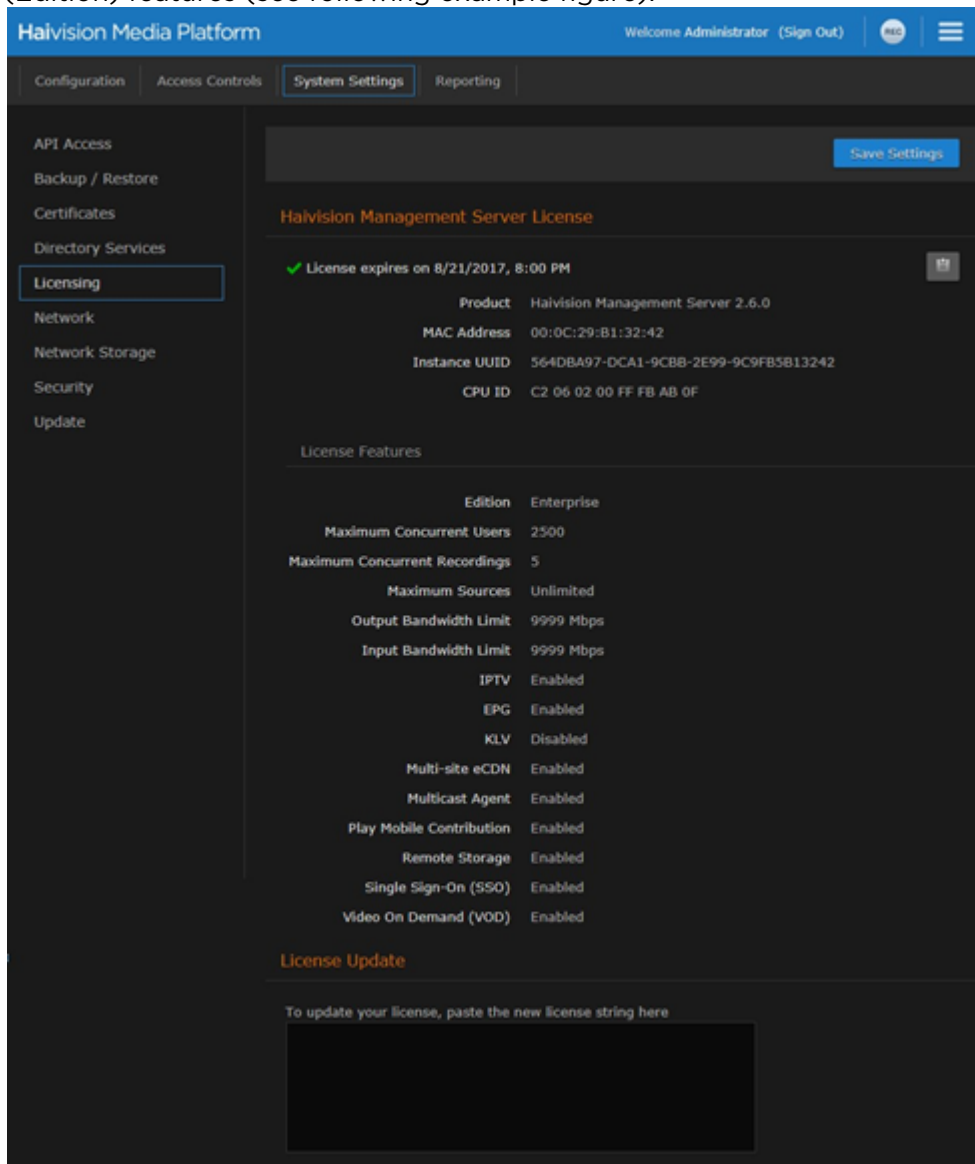 (Edition) features (see following example figure).
Haivision Media Platform Welcome Administrator (Sign Out) REC
Configuration Access Controls System Settings Reporting
API Access
Save Settings
Backup / Restore
Certificates
Haivision Management Server License
Directory Services
✓ License expires on 8/21/2017, 8:00 PM
Licensing
Product Haivision Management Server 2.6.0
Network
MAC Address 00:0C:29:B1:32:42
Network Storage
Instance UUID 564DBA97-DCA1-9CBB-2E99-9C9FB5B13242
Security
CPU ID C2 06 02 00 FF FB AB 0F
Update
License Features
Edition Enterprise
Maximum Concurrent Users 2500
Maximum Concurrent Recordings 5
Maximum Sources Unlimited
Output Bandwidth Limit 9999 Mbps
Input Bandwidth Limit 9999 Mbps
IPTV Enabled
EPG Enabled
KLV Disabled
Multi-site eCDN Enabled
Multicast Agent Enabled
Play Mobile Contribution Enabled
Remote Storage Enabled
Single Sign-On (SSO) Enabled
Video On Demand (VOD) Enabled
License Update
To update your license, paste the new license string here